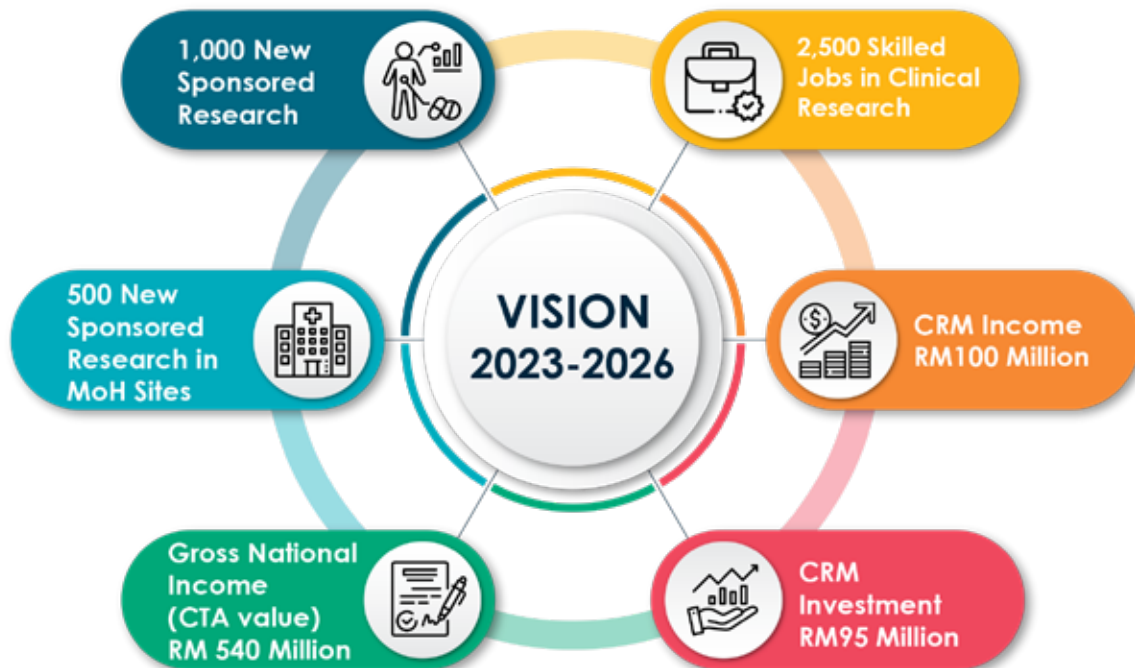 1,000 New
Sponsored
Research
2,500 Skilled
Jobs in Clinical
Research
500 New
Sponsored
Research in
MoH Sites
VISION
2023-2026
CRM Income
RM100 Million
Gross National
Income
(CTA value)
RM 540 Million
CRM
Investment
RM95 Million